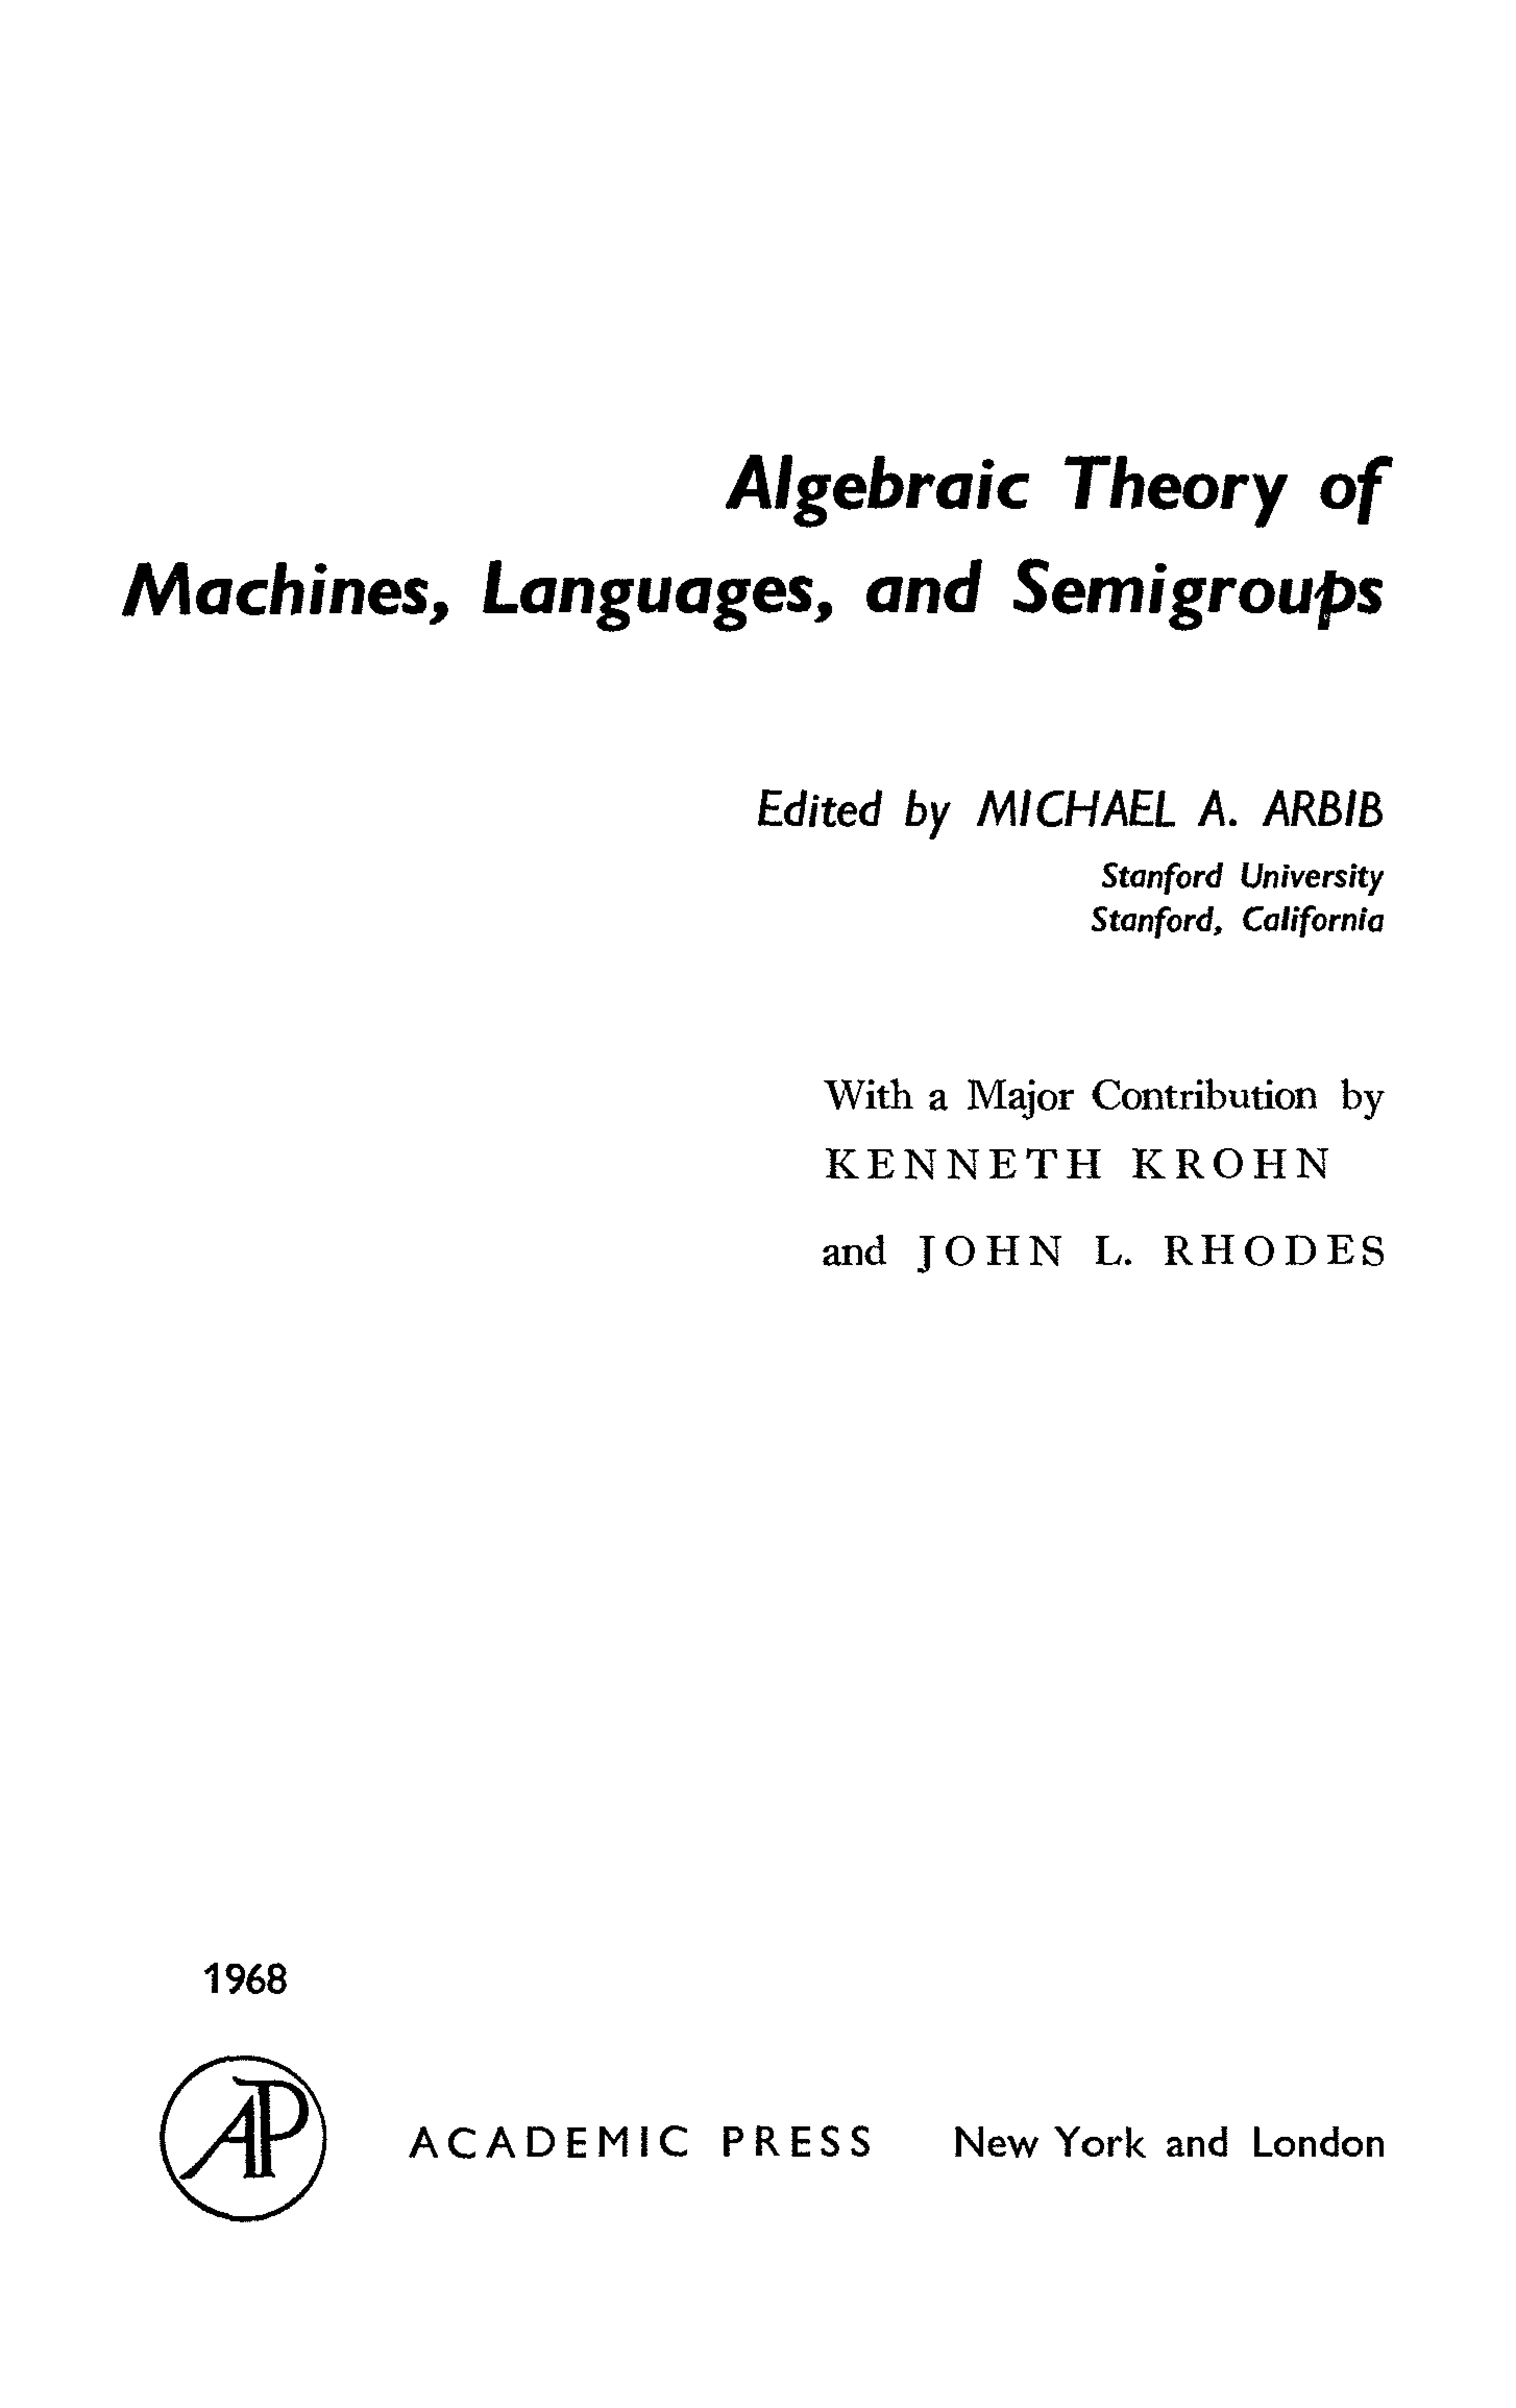 Algebraic Theory of
Machines, Languages, and Semigroups
Edited by MICHAEL A. ARBIB
Stanford University
Stanford, California
With a Major Contribution by
KENNETH KROHN
and JOHN L. RHODES
1968
AP
ACADEMIC PRESS New York and London